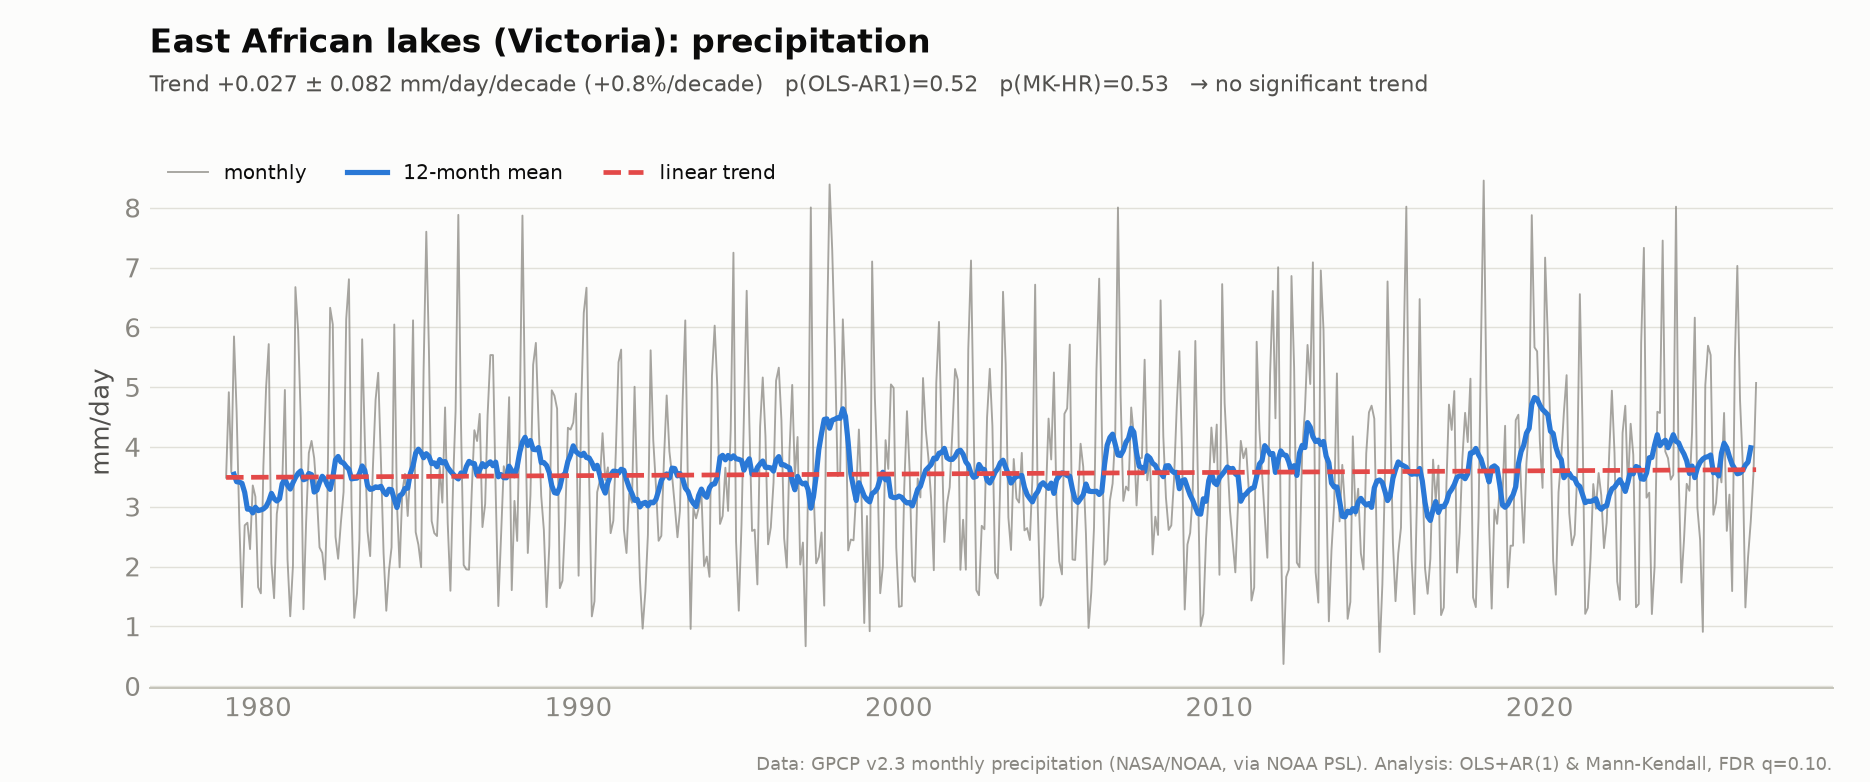 East African lakes (Victoria): precipitation
Trend +0.027 ± 0.082 mm/day/decade (+0.8%/decade)   p(OLS-AR1)=0.52   p(MK-HR)=0.53   → no significant trend
monthly   12-month mean   linear trend
8
7
6
5
4
3
2
1
0
mm/day
1980   1990   2000   2010   2020
Data: GPCP v2.3 monthly precipitation (NASA/NOAA, via NOAA PSL). Analysis: OLS+AR(1) & Mann-Kendall, FDR q=0.10.